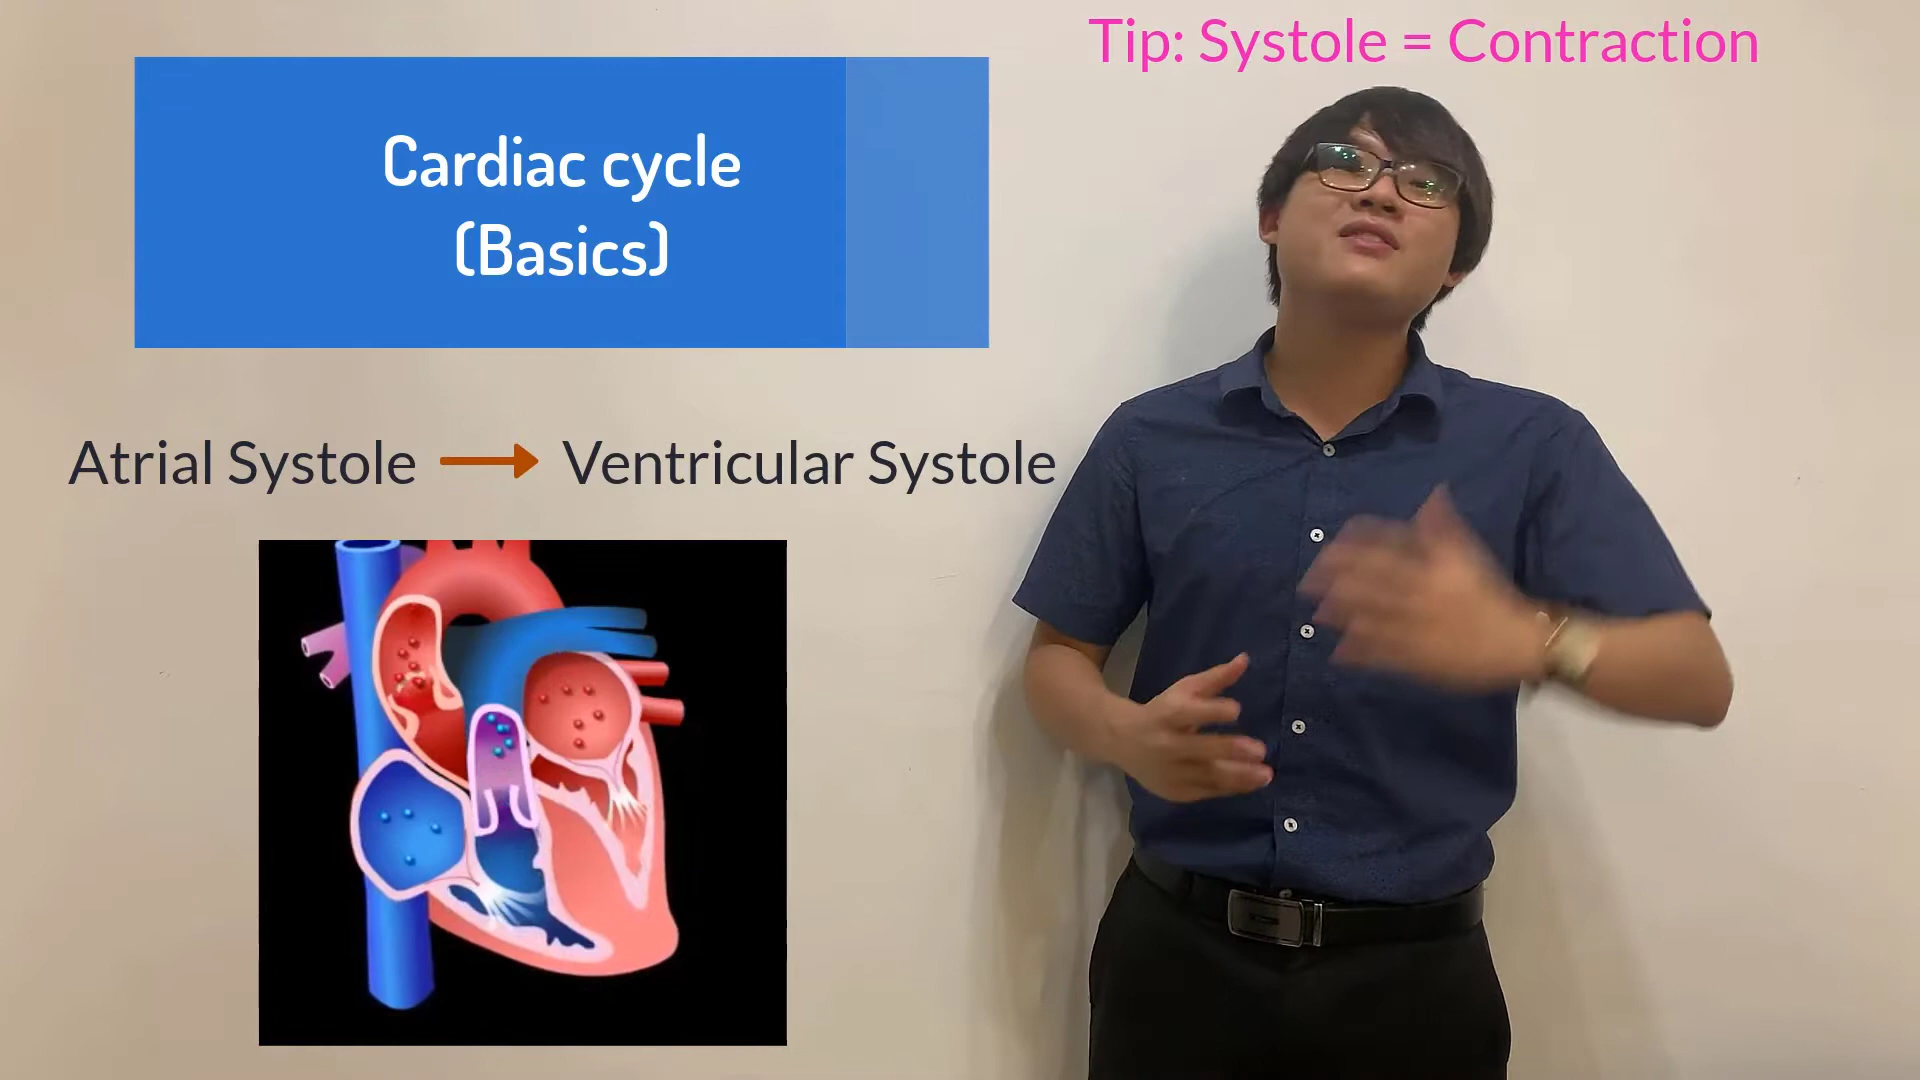 Tip: Systole = Contraction
Cardiac cycle
(Basics)
Atrial Systole → Ventricular Systole